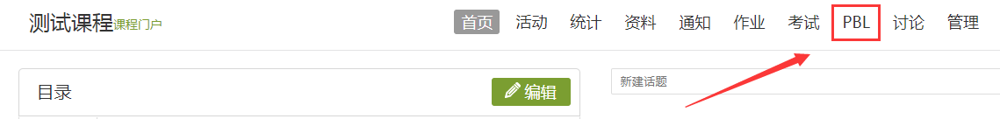 测试课程课程门户 首页 活动 统计 资料 通知 作业 考试 PBL 讨论 管理
目录 编辑 新建话题